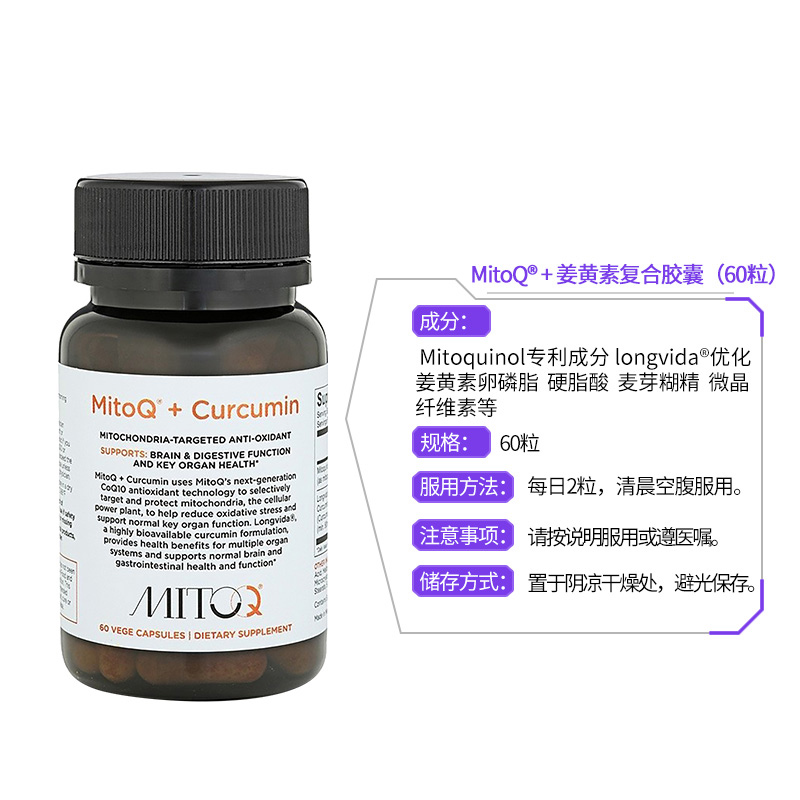 MitoQ® + Curcumin
MITOCHONDRIA-TARGETED ANTI-OXIDANT
SUPPORTS: BRAIN & DIGESTIVE FUNCTION
AND KEY ORGAN HEALTH*
MitoQ + Curcumin uses MitoQ's next-generation
CoQ10 antioxidant technology to selectively
target and protect mitochondria, the cellular
power plant, to help reduce oxidative stress and
support normal key organ function. Longvida®,
a highly bioavailable curcumin formulation,
provides health benefits for multiple organ
systems and supports normal brain and
gastrointestinal health and function*
MITOQ®
60 VEGE CAPSULES | DIETARY SUPPLEMENT
MitoQ® + 姜黄素复合胶囊（60粒）
成分：
Mitoquinol专利成分 longvida®优化
姜黄素卵磷脂 硬脂酸 麦芽糊精 微晶
纤维素等
规格： 60粒
服用方法： 每日2粒，清晨空腹服用。
注意事项： 请按说明服用或遵医嘱。
储存方式： 置于阴凉干燥处，避光保存。